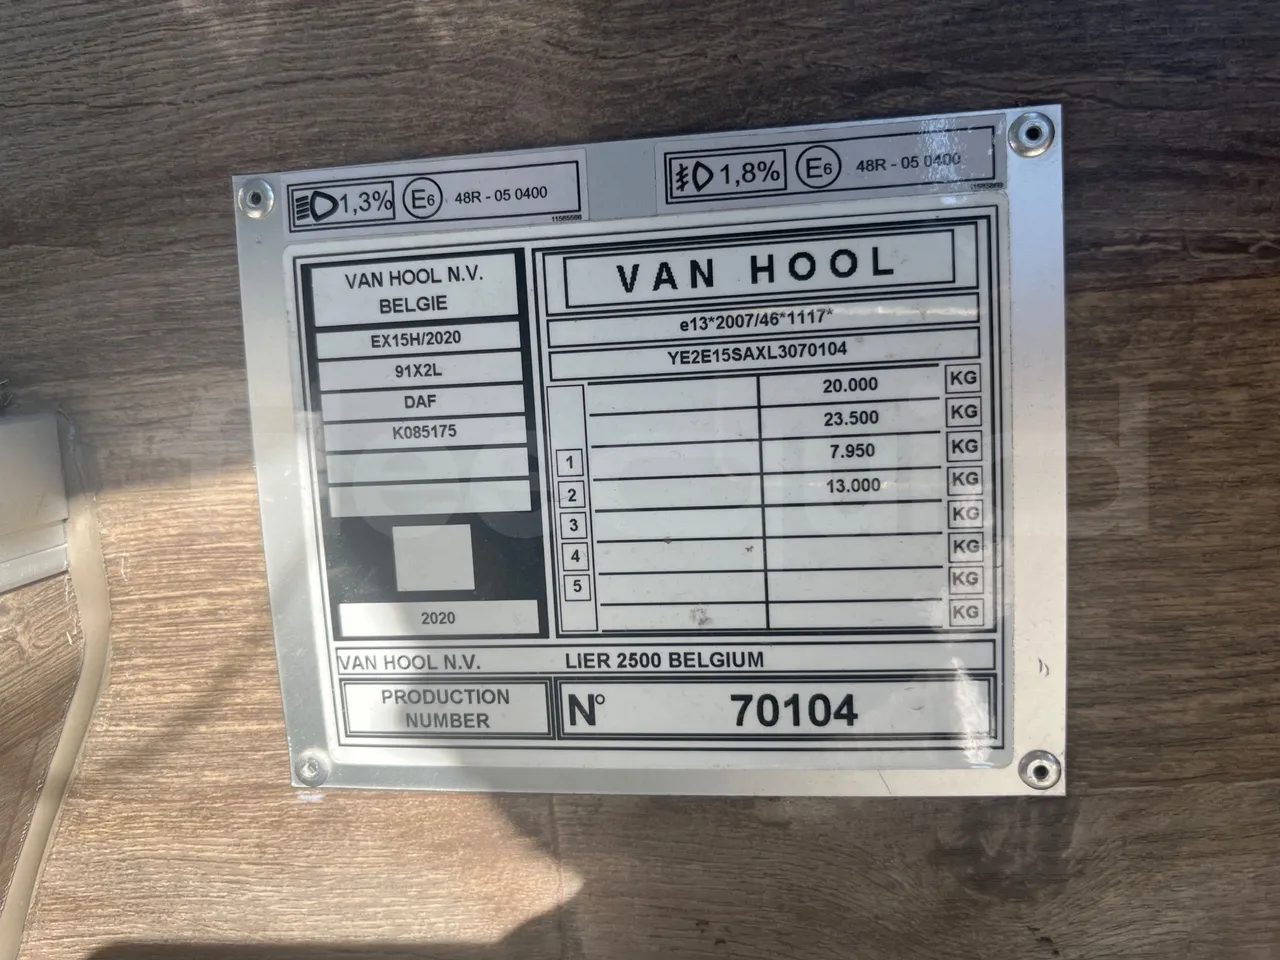 1,3% E6 48R - 05 0400
11565566
1,8% E6 48R - 05 0400
VAN HOOL N.V.
BELGIE
EX15H/2020
91X2L
DAF
K085175
2020
VAN HOOL
e13*2007/46*1117*
YE2E15SAXL3070104
20.000 KG
23.500 KG
1 7.950 KG
2 13.000 KG
3 KG
4 KG
5 KG
KG
VAN HOOL N.V. LIER 2500 BELGIUM
PRODUCTION
NUMBER
N° 70104